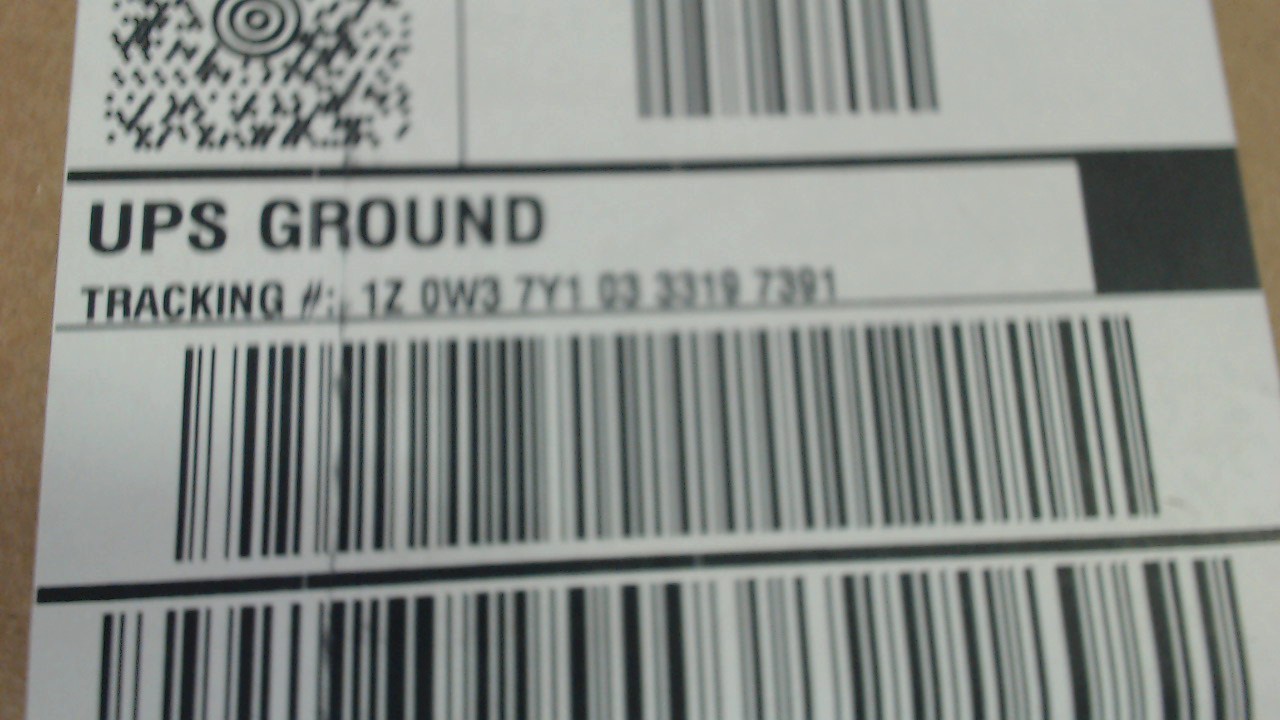 UPS GROUND
TRACKING #: 1Z 0W3 7Y1 03 3319 7391